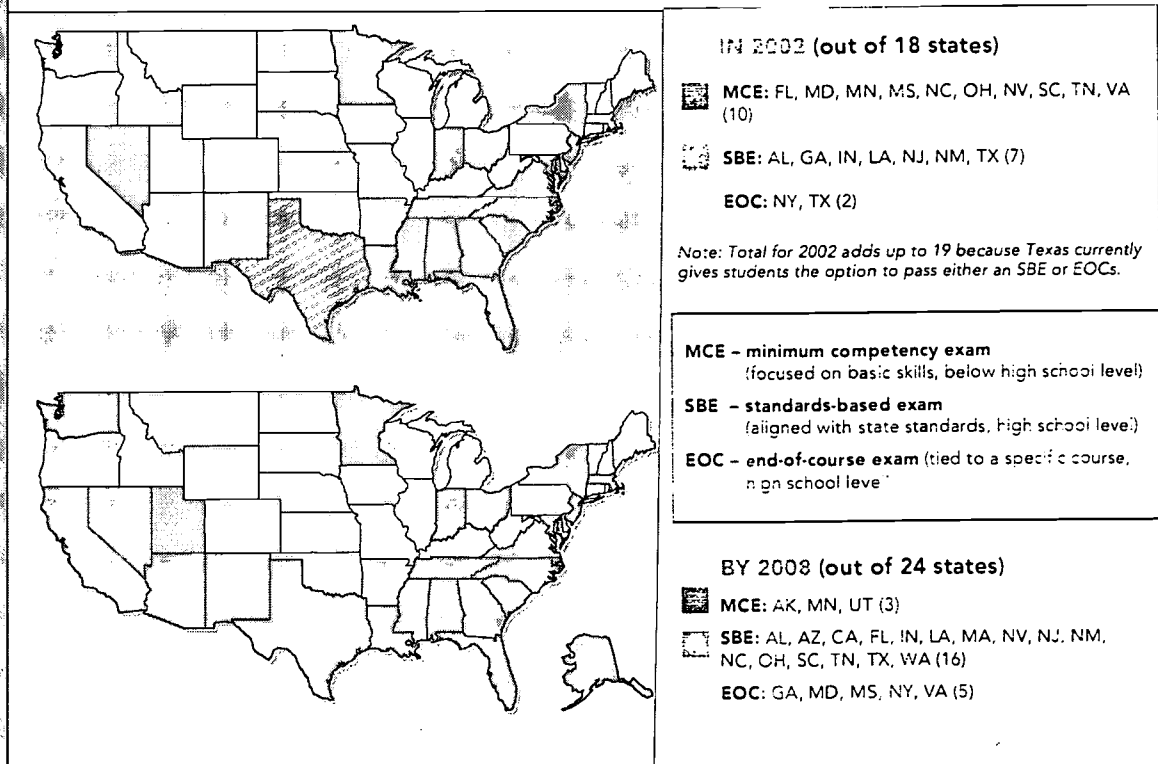 IN 2002 (out of 18 states)
MCE: FL, MD, MN, MS, NC, OH, NV, SC, TN, VA
(10)
SBE: AL, GA, IN, LA, NJ, NM, TX (7)
EOC: NY, TX (2)
Note: Total for 2002 adds up to 19 because Texas currently
gives students the option to pass either an SBE or EOCs.
MCE – minimum competency exam
(focused on basic skills, below high school level)
SBE – standards-based exam
(aligned with state standards, high school level)
EOC – end-of-course exam (tied to a specific course,
high school level
BY 2008 (out of 24 states)
MCE: AK, MN, UT (3)
SBE: AL, AZ, CA, FL, IN, LA, MA, NV, NJ, NM,
NC, OH, SC, TN, TX, WA (16)
EOC: GA, MD, MS, NY, VA (5)